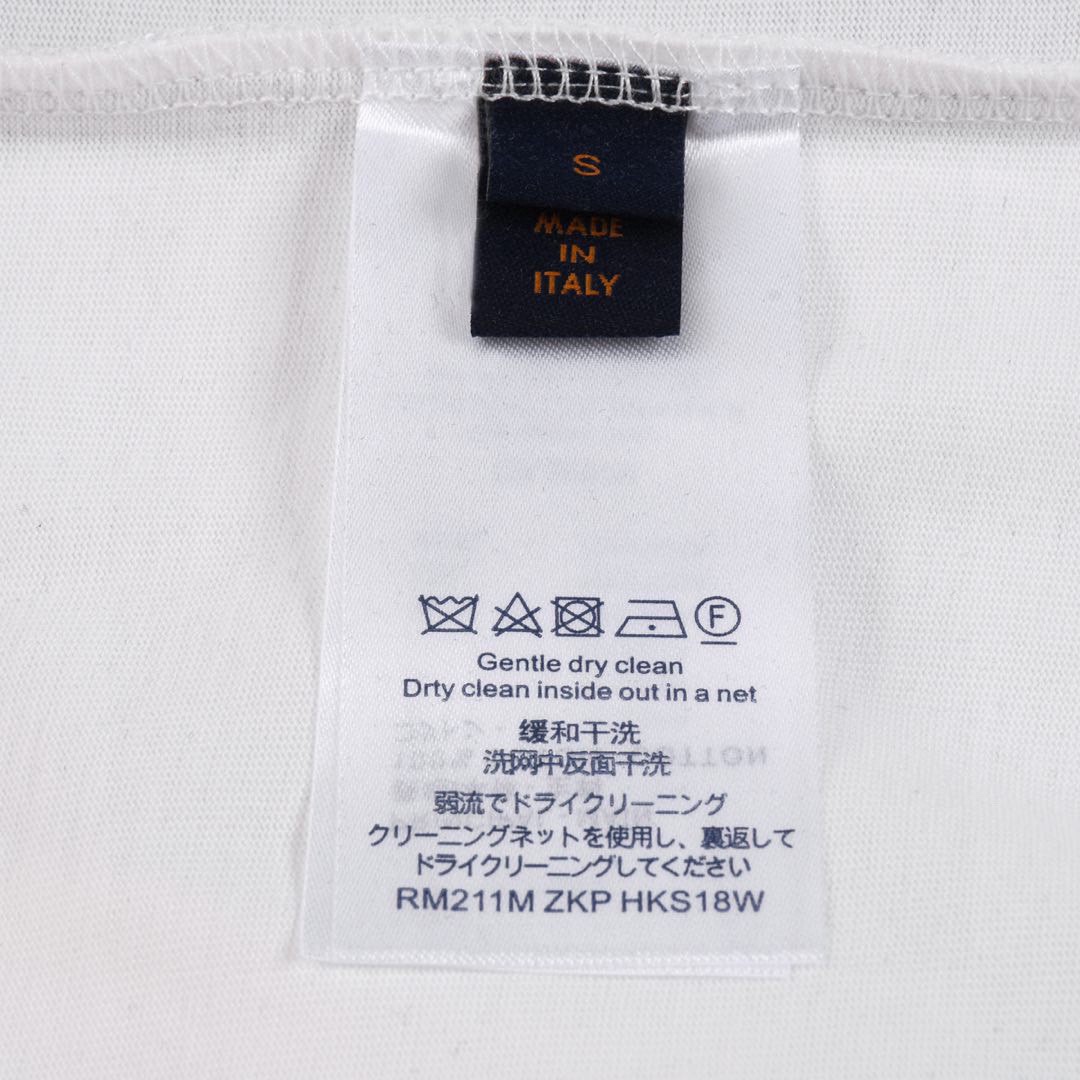 S
MADE
IN
ITALY
F
Gentle dry clean
Drty clean inside out in a net
缓和干洗
洗网中反面干洗
弱流でドライクリーニング
クリーニングネットを使用し、裏返して
ドライクリーニングしてください
RM211M ZKP HKS18W